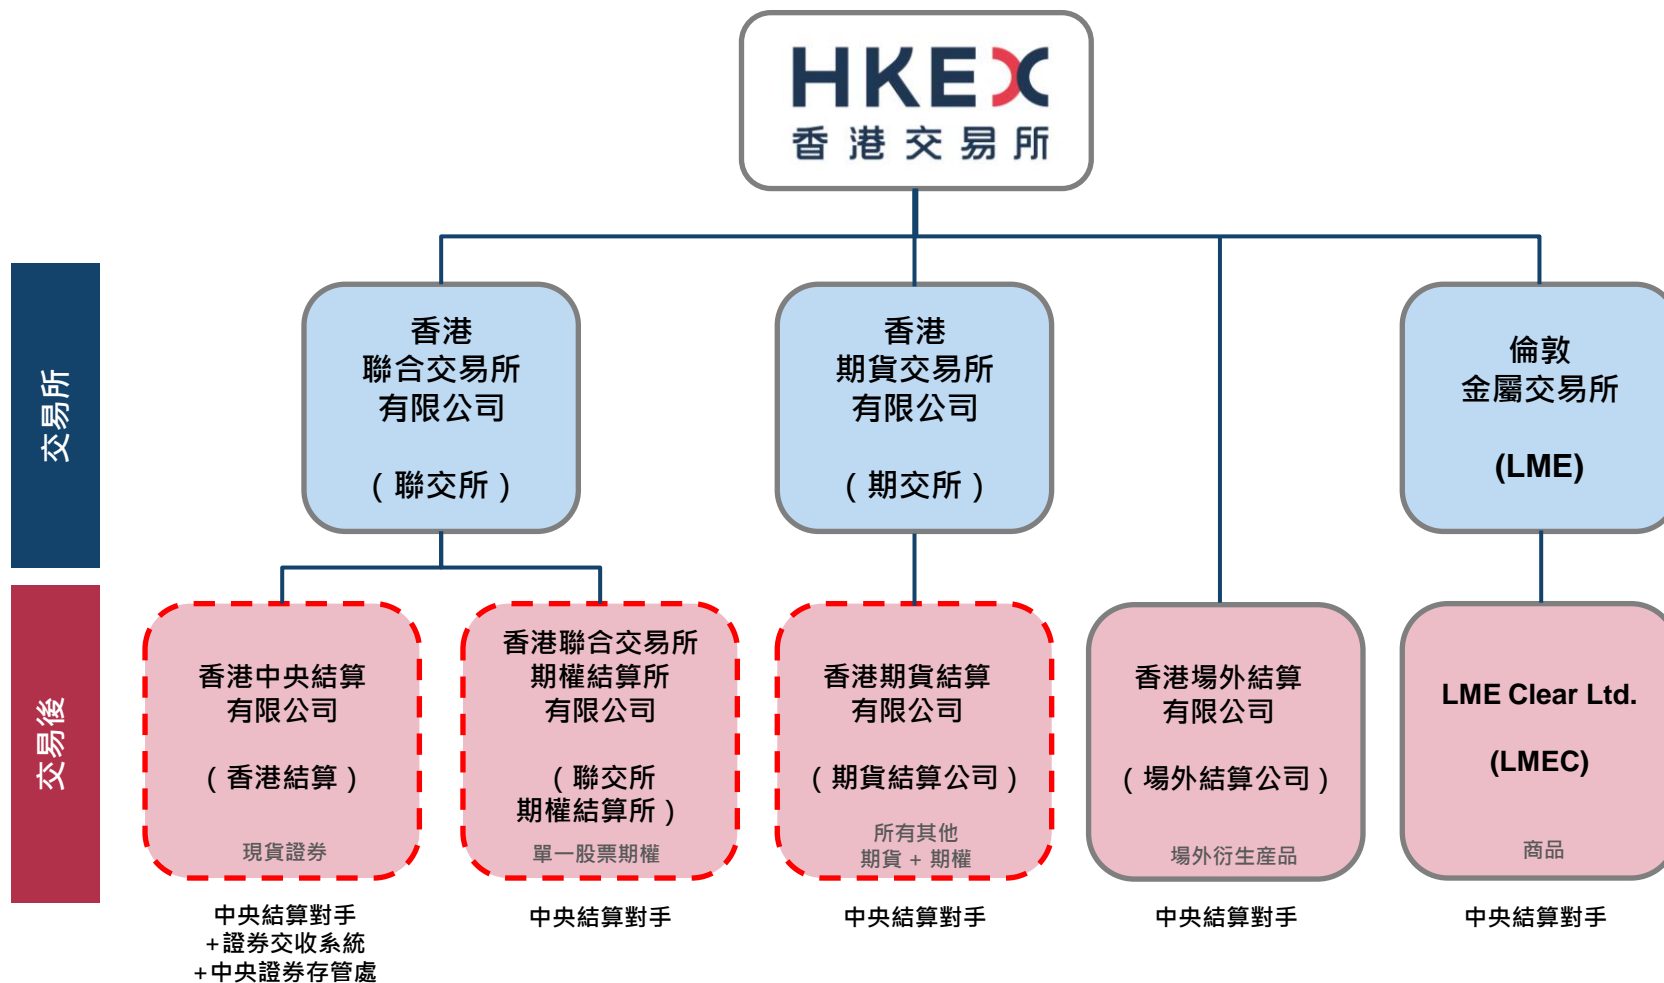 HKEX
香港交易所
交易所
香港
聯合交易所
有限公司
（聯交所）
香港
期貨交易所
有限公司
（期交所）
倫敦
金屬交易所
(LME)
交易後
香港中央結算
有限公司
（香港結算）
現貨證券
香港聯合交易所
期權結算所
有限公司
（聯交所
期權結算所）
單一股票期權
香港期貨結算
有限公司
（期貨結算公司）
所有其他
期貨 + 期權
香港場外結算
有限公司
（場外結算公司）
場外衍生産品
LME Clear Ltd.
(LMEC)
商品
中央結算對手
+證券交收系統
+中央證券存管處
中央結算對手
中央結算對手
中央結算對手
中央結算對手